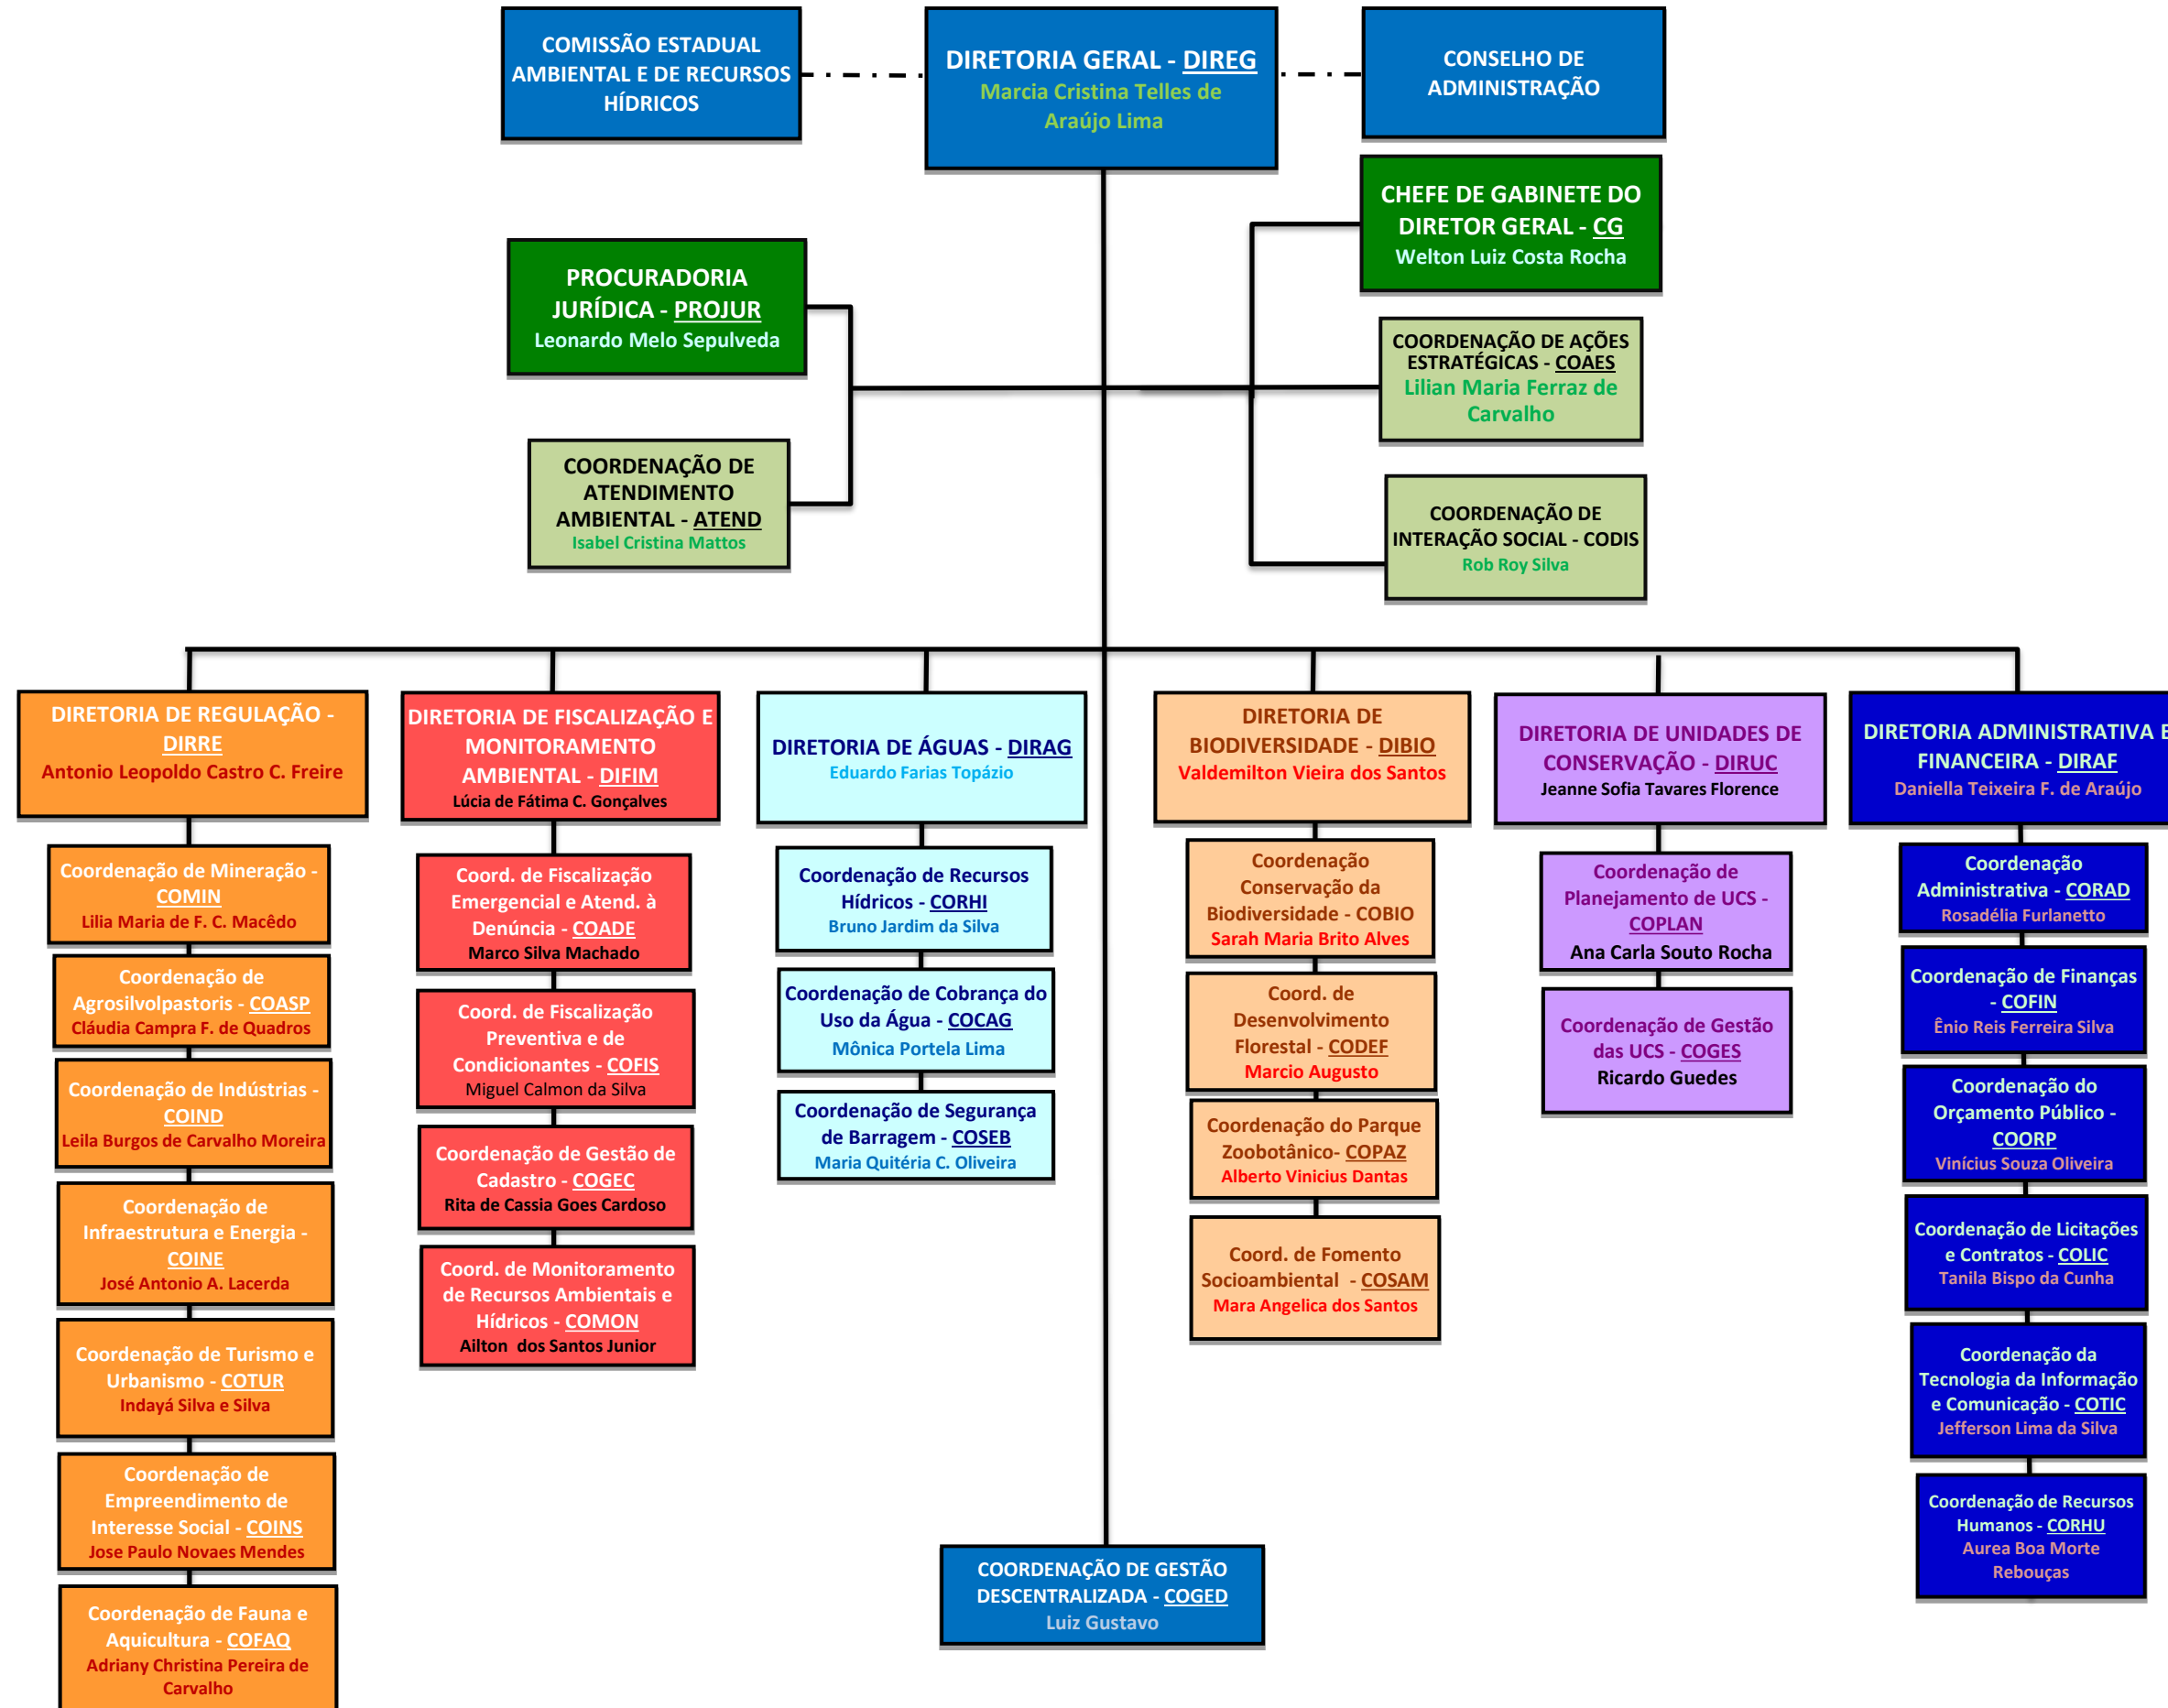 COMISSÃO ESTADUAL
AMBIENTAL E DE RECURSOS
HÍDRICOS
DIRETORIA GERAL - DIREG
Marcia Cristina Telles de
Araújo Lima
CONSELHO DE
ADMINISTRAÇÃO
CHEFE DE GABINETE DO
DIRETOR GERAL - CG
Welton Luiz Costa Rocha
PROCURADORIA
JURÍDICA - PROJUR
Leonardo Melo Sepulveda
COORDENAÇÃO DE AÇÕES
ESTRATÉGICAS - COAES
Lilian Maria Ferraz de
Carvalho
COORDENAÇÃO DE
ATENDIMENTO
AMBIENTAL - ATEND
Isabel Cristina Mattos
COORDENAÇÃO DE
INTERAÇÃO SOCIAL - CODIS
Rob Roy Silva
DIRETORIA DE REGULAÇÃO -
DIRRE
Antonio Leopoldo Castro C. Freire
Coordenação de Mineração -
COMIN
Lilia Maria de F. C. Macêdo
Coordenação de
Agrosilvolpastoris - COASP
Cláudia Campra F. de Quadros
Coordenação de Indústrias -
COIND
Leila Burgos de Carvalho Moreira
Coordenação de
Infraestrutura e Energia -
COINE
José Antonio A. Lacerda
Coordenação de Turismo e
Urbanismo - COTUR
Indayá Silva e Silva
Coordenação de
Empreendimento de
Interesse Social - COINS
Jose Paulo Novaes Mendes
Coordenação de Fauna e
Aquicultura - COFAQ
Adriany Christina Pereira de
Carvalho
DIRETORIA DE FISCALIZAÇÃO E
MONITORAMENTO
AMBIENTAL - DIFIM
Lúcia de Fátima C. Gonçalves
Coord. de Fiscalização
Emergencial e Atend. à
Denúncia - COADE
Marco Silva Machado
Coord. de Fiscalização
Preventiva e de
Condicionantes - COFIS
Miguel Calmon da Silva
Coordenação de Gestão de
Cadastro - COGEC
Rita de Cassia Goes Cardoso
Coord. de Monitoramento
de Recursos Ambientais e
Hídricos - COMON
Ailton dos Santos Junior
DIRETORIA DE ÁGUAS - DIRAG
Eduardo Farias Topázio
Coordenação de Recursos
Hídricos - CORHI
Bruno Jardim da Silva
Coordenação de Cobrança do
Uso da Água - COCAG
Mônica Portela Lima
Coordenação de Segurança
de Barragem - COSEB
Maria Quitéria C. Oliveira
DIRETORIA DE
BIODIVERSIDADE - DIBIO
Valdemilton Vieira dos Santos
Coordenação
Conservação da
Biodiversidade - COBIO
Sarah Maria Brito Alves
Coord. de
Desenvolvimento
Florestal - CODEF
Marcio Augusto
Coordenação do Parque
Zoobotânico- COPAZ
Alberto Vinicius Dantas
Coord. de Fomento
Socioambiental - COSAM
Mara Angelica dos Santos
DIRETORIA DE UNIDADES DE
CONSERVAÇÃO - DIRUC
Jeanne Sofia Tavares Florence
Coordenação de
Planejamento de UCS -
COPLAN
Ana Carla Souto Rocha
Coordenação de Gestão
das UCS - COGES
Ricardo Guedes
DIRETORIA ADMINISTRATIVA E
FINANCEIRA - DIRAF
Daniella Teixeira F. de Araújo
Coordenação
Administrativa - CORAD
Rosadélia Furlanetto
Coordenação de Finanças
- COFIN
Ênio Reis Ferreira Silva
Coordenação do
Orçamento Público -
COORP
Vinícius Souza Oliveira
Coordenação de Licitações
e Contratos - COLIC
Tanila Bispo da Cunha
Coordenação da
Tecnologia da Informação
e Comunicação - COTIC
Jefferson Lima da Silva
Coordenação de Recursos
Humanos - CORHU
Aurea Boa Morte
Rebouças
COORDENAÇÃO DE GESTÃO
DESCENTRALIZADA - COGED
Luiz Gustavo